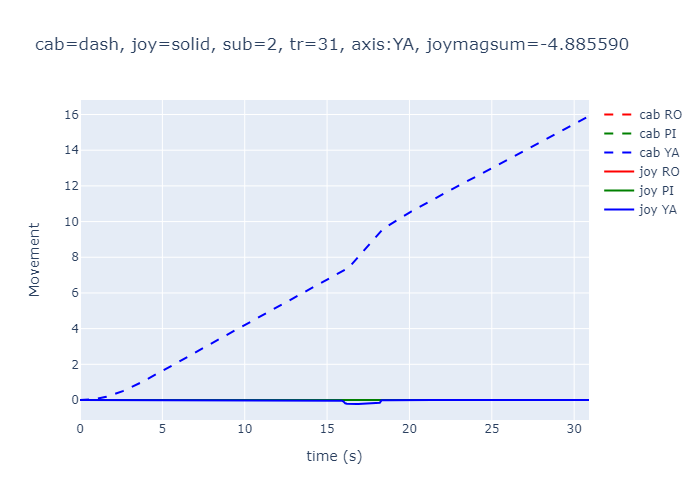 cab=dash, joy=solid, sub=2, tr=31, axis:YA, joymagsum=-4.885590
cab RO
cab PI
cab YA
joy RO
joy PI
joy YA
Movement
16
14
12
10
8
6
4
2
0
0 5 10 15 20 25 30
time (s)